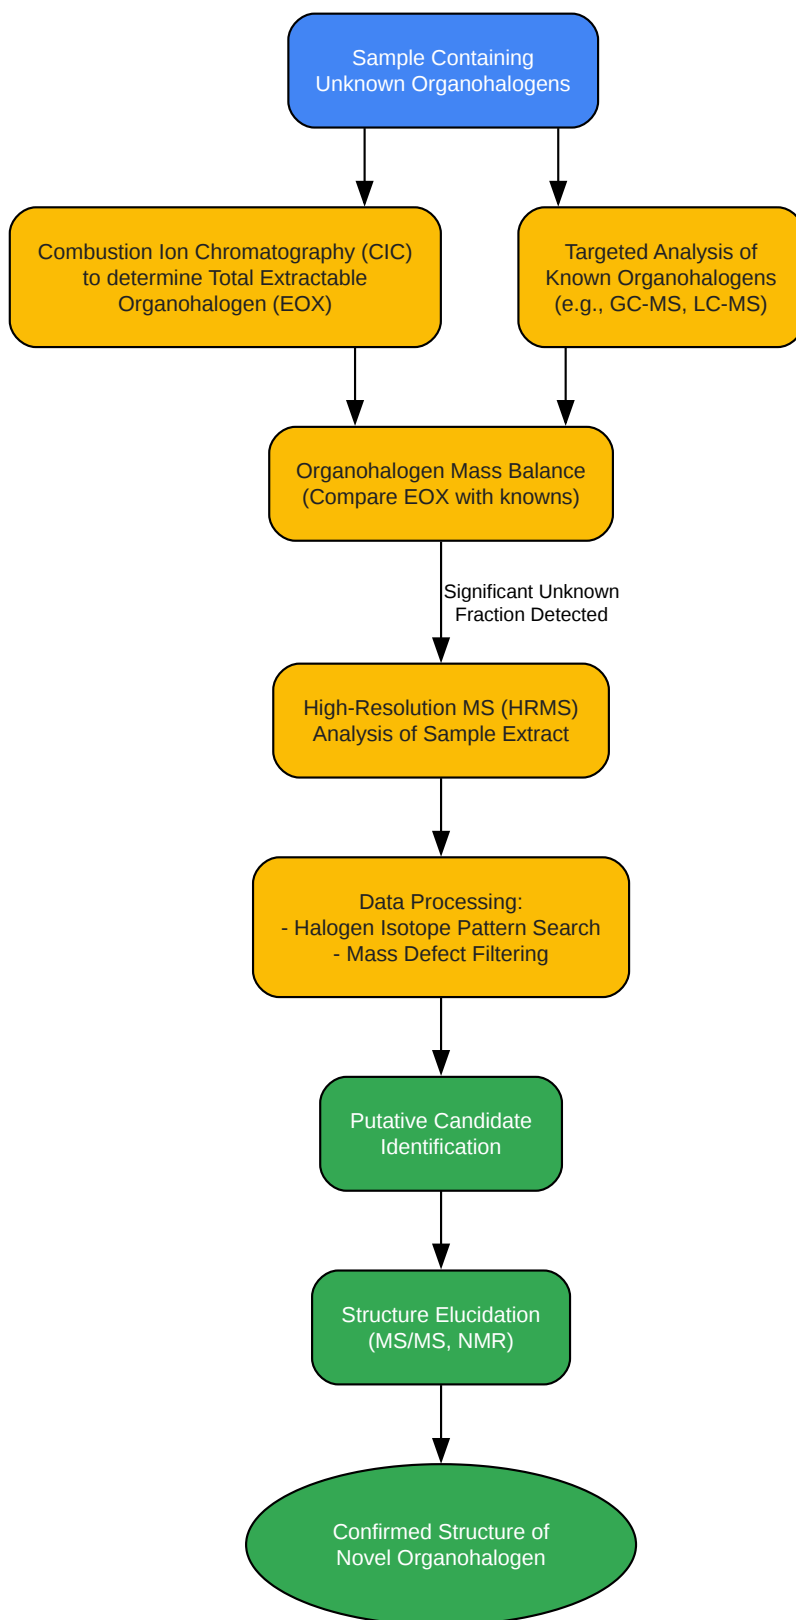 Sample Containing
Unknown Organohalogens
Combustion Ion Chromatography (CIC)
to determine Total Extractable
Organohalogen (EOX)
Targeted Analysis of
Known Organohalogens
(e.g., GC-MS, LC-MS)
Organohalogen Mass Balance
(Compare EOX with knowns)
Significant Unknown
Fraction Detected
High-Resolution MS (HRMS)
Analysis of Sample Extract
Data Processing:
- Halogen Isotope Pattern Search
- Mass Defect Filtering
Putative Candidate
Identification
Structure Elucidation
(MS/MS, NMR)
Confirmed Structure of
Novel Organohalogen